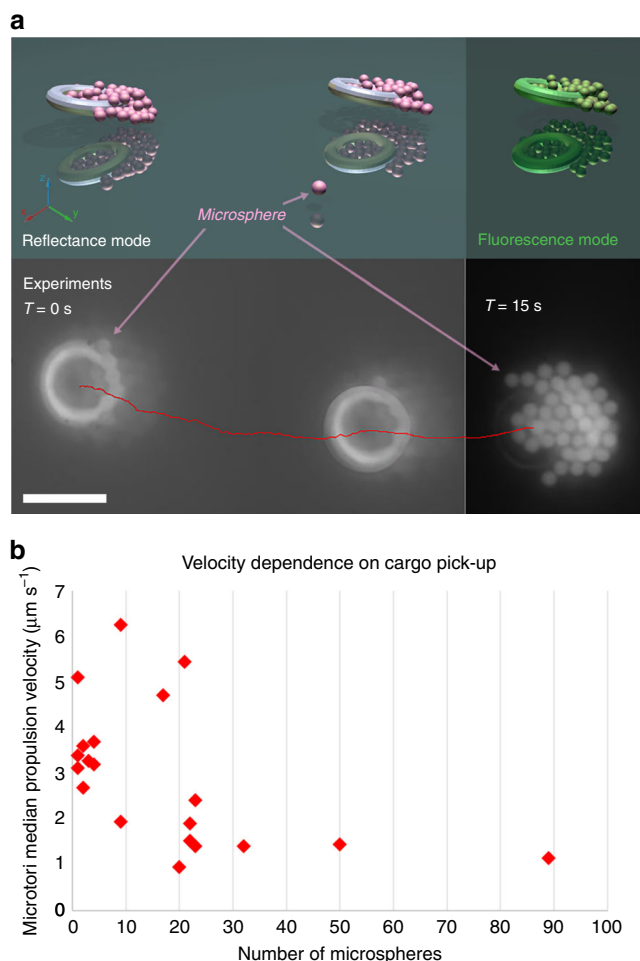 a
z
x
y
Microsphere
Reflectance mode
Fluorescence mode
Experiments
T = 0 s
T = 15 s
b
Velocity dependence on cargo pick-up
Microtori median propulsion velocity (μm s⁻¹)
7
6
5
4
3
2
1
0
0 10 20 30 40 50 60 70 80 90 100
Number of microspheres